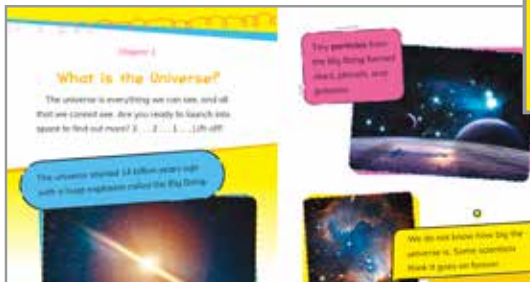 Chapter 1
What is the Universe?
The universe is everything we can see, and all
that we cannot see. Are you ready to launch into
space to find out more? 3 . . . 2 . . . 1 . . . Lift off!
The universe started 14 billion years ago
with a huge explosion called the Big Bang.
Tiny particles from
the Big Bang formed
stars, planets, and
galaxies.
We do not know how big the
universe is. Some scientists
think it goes on forever.